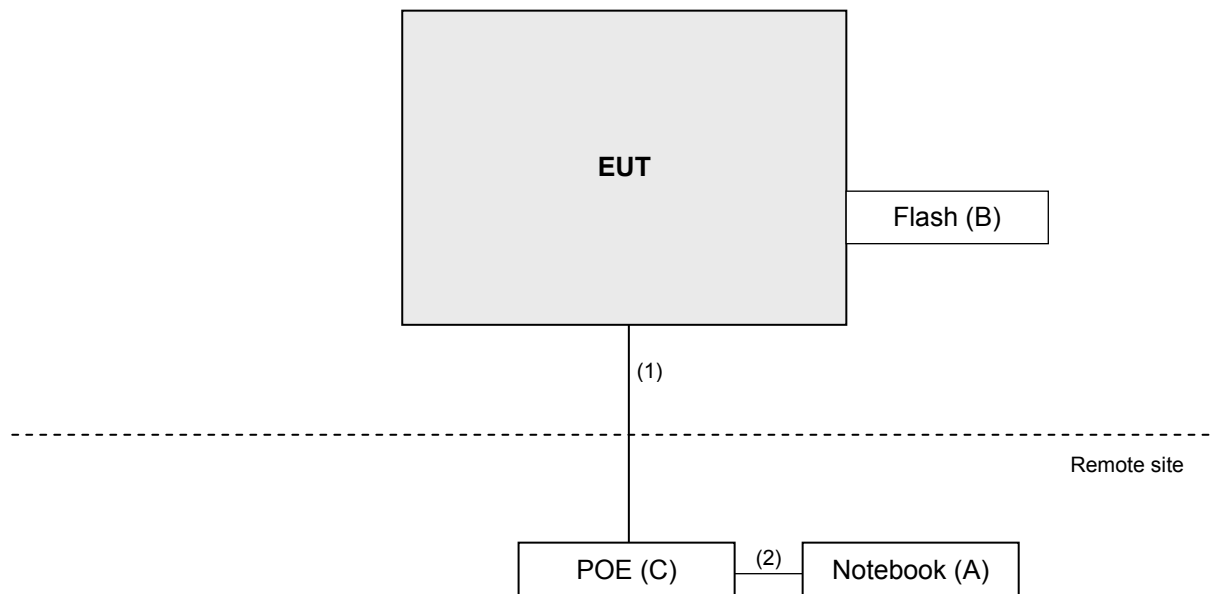 EUT
Flash (B)
(1)
Remote site
POE (C)
(2)
Notebook (A)